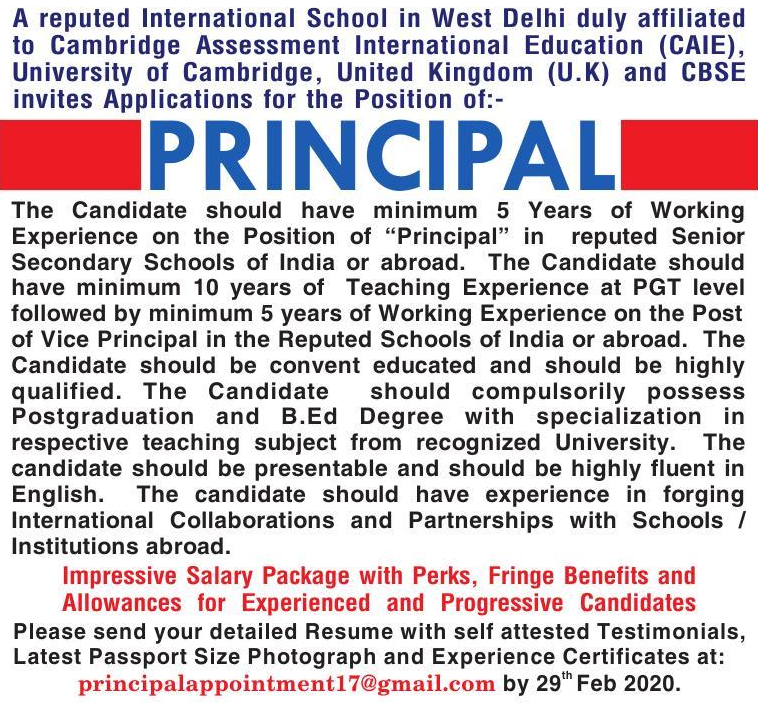 A reputed International School in West Delhi duly affiliated
to Cambridge Assessment International Education (CAIE),
University of Cambridge, United Kingdom (U.K) and CBSE
invites Applications for the Position of:-
PRINCIPAL
The Candidate should have minimum 5 Years of Working
Experience on the Position of “Principal” in reputed Senior
Secondary Schools of India or abroad. The Candidate should
have minimum 10 years of Teaching Experience at PGT level
followed by minimum 5 years of Working Experience on the Post
of Vice Principal in the Reputed Schools of India or abroad. The
Candidate should be convent educated and should be highly
qualified. The Candidate should compulsorily possess
Postgraduation and B.Ed Degree with specialization in
respective teaching subject from recognized University. The
candidate should be presentable and should be highly fluent in
English. The candidate should have experience in forging
International Collaborations and Partnerships with Schools /
Institutions abroad.
Impressive Salary Package with Perks, Fringe Benefits and
Allowances for Experienced and Progressive Candidates
Please send your detailed Resume with self attested Testimonials,
Latest Passport Size Photograph and Experience Certificates at:
principalappointment17@gmail.com by 29th Feb 2020.